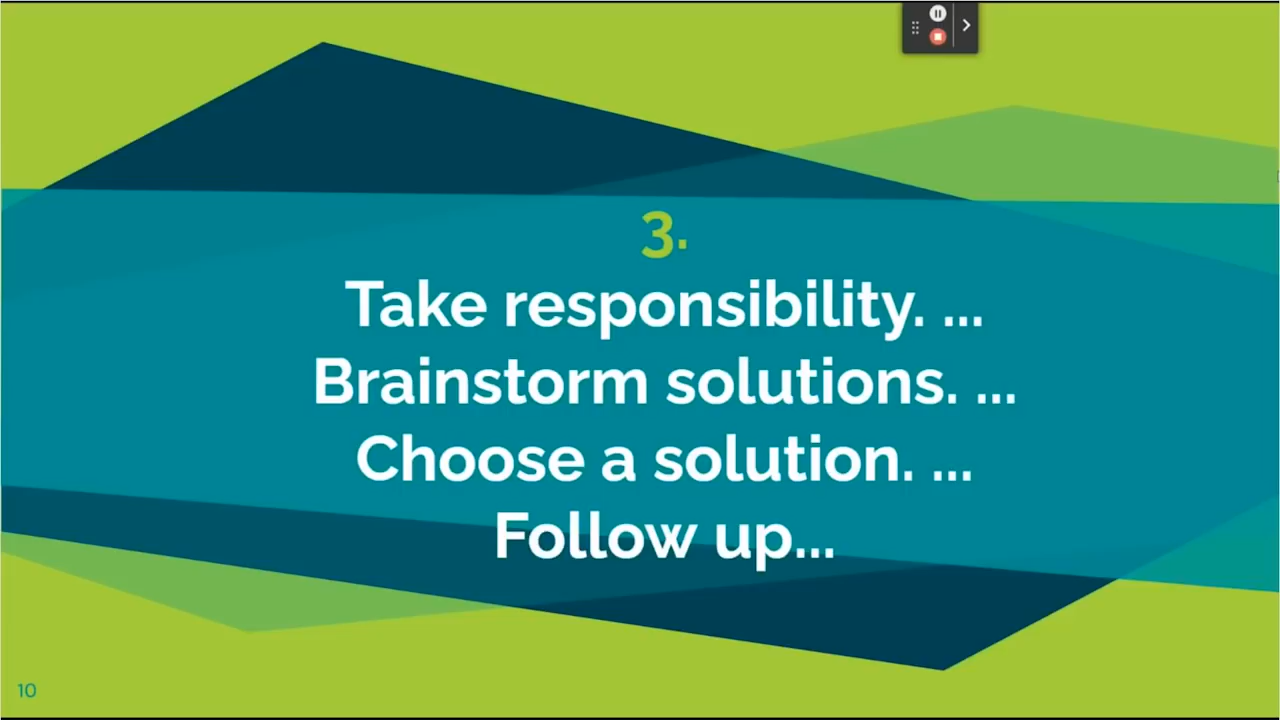 3.
Take responsibility. ...
Brainstorm solutions. ...
Choose a solution. ...
Follow up...
10